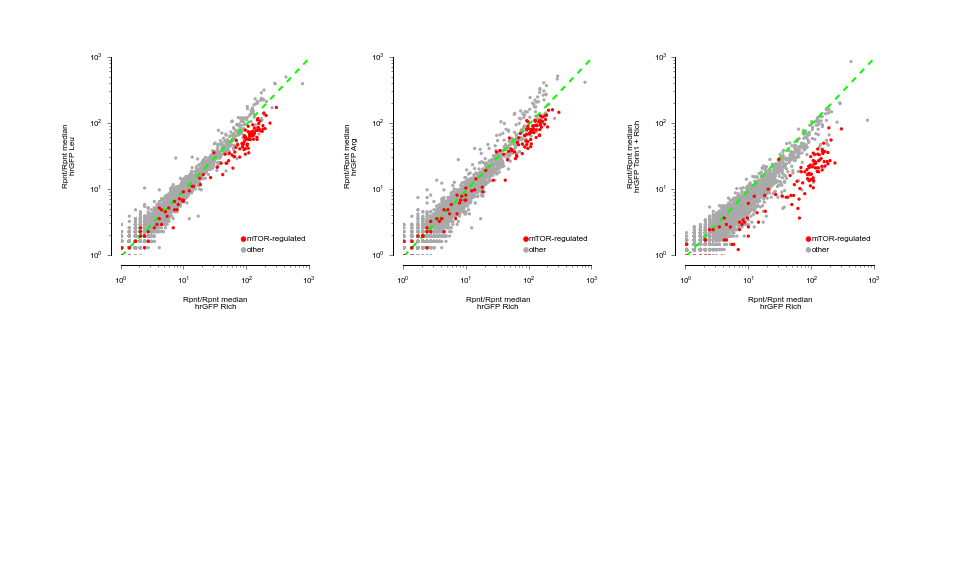 10³
10²
10¹
10⁰
Rpnt/Rpnt median
hrGFP Leu
mTOR-regulated
other
10⁰
10¹
10²
10³
Rpnt/Rpnt median
hrGFP Rich
10³
10²
10¹
10⁰
Rpnt/Rpnt median
hrGFP Arg
mTOR-regulated
other
10⁰
10¹
10²
10³
Rpnt/Rpnt median
hrGFP Rich
10³
10²
10¹
10⁰
Rpnt/Rpnt median
hrGFP Torin1 + Rich
mTOR-regulated
other
10⁰
10¹
10²
10³
Rpnt/Rpnt median
hrGFP Rich